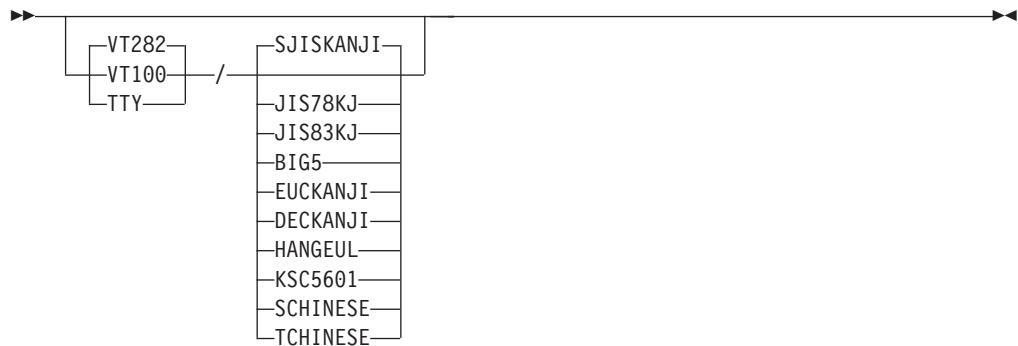 VT282 SJISKANJI
VT100 /
TTY JIS78KJ
JIS83KJ
BIG5
EUCKANJI
DECKANJI
HANGEUL
KSC5601
SCHINESE
TCHINESE